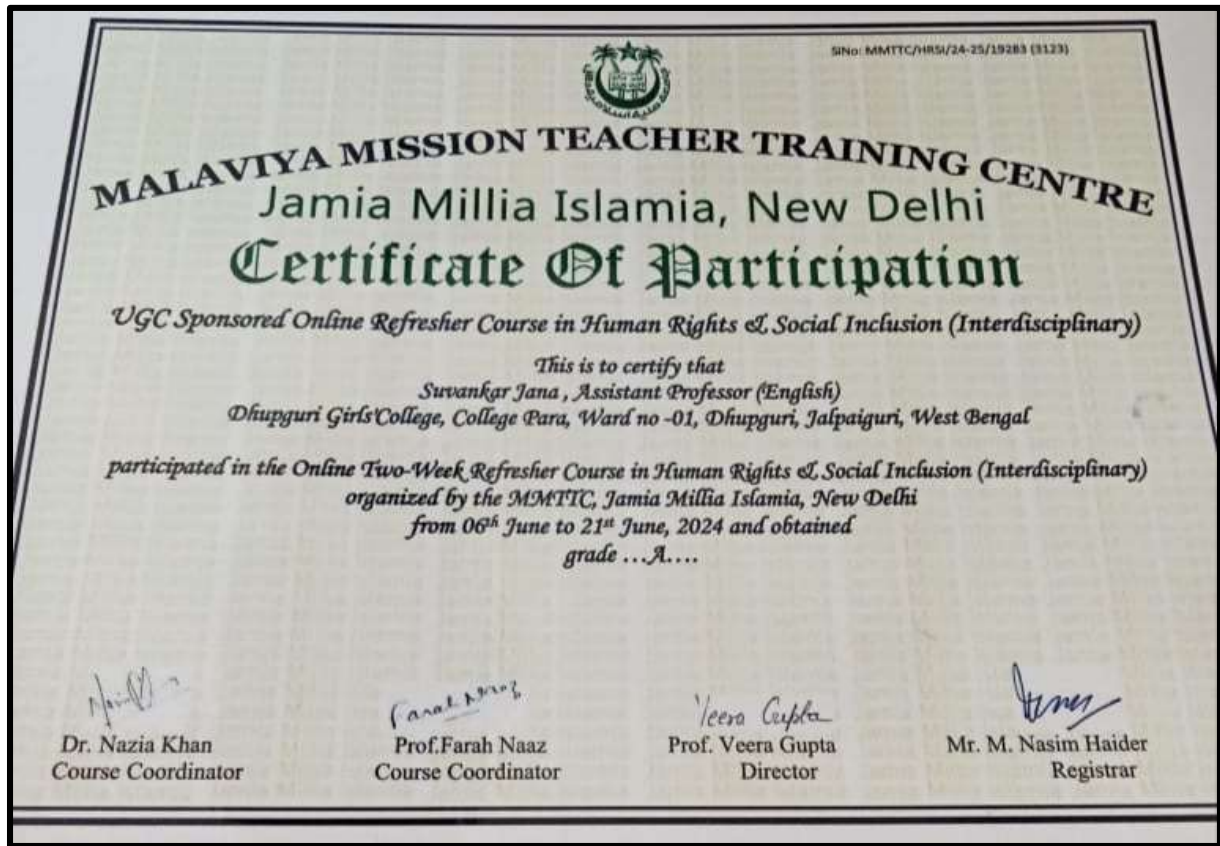 SlNo: MMTTC/HRSI/24-25/19283 (3123)
MALAVIYA MISSION TEACHER TRAINING CENTRE
Jamia Millia Islamia, New Delhi
Certificate Of Participation
UGC Sponsored Online Refresher Course in Human Rights & Social Inclusion (Interdisciplinary)
This is to certify that
Suvankar Jana , Assistant Professor (English)
Dhupguri Girls'College, College Para, Ward no -01, Dhupguri, Jalpaiguri, West Bengal
participated in the Online Two-Week Refresher Course in Human Rights & Social Inclusion (Interdisciplinary)
organized by the MMTTC, Jamia Millia Islamia, New Delhi
from 06th June to 21st June, 2024 and obtained
grade ...A....
Farah Naaz
Veera Gupta
Dr. Nazia Khan
Prof.Farah Naaz
Prof. Veera Gupta
Mr. M. Nasim Haider
Course Coordinator
Course Coordinator
Director
Registrar